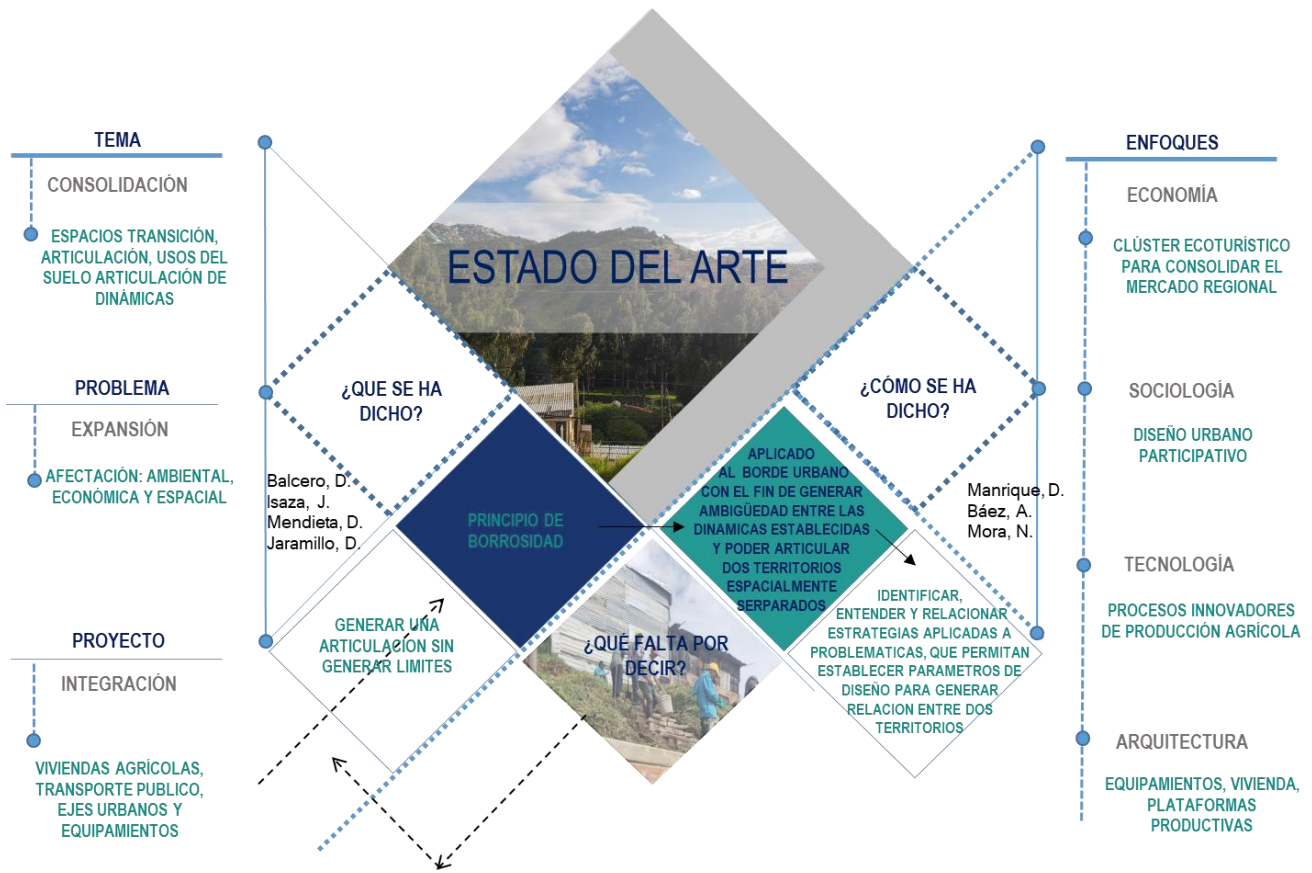 ESTADO DEL ARTE
TEMA
CONSOLIDACIÓN
ESPACIOS TRANSICIÓN,
ARTICULACIÓN, USOS DEL
SUELO ARTICULACIÓN DE
DINÁMICAS
PROBLEMA
EXPANSIÓN
AFECTACIÓN: AMBIENTAL,
ECONÓMICA Y ESPACIAL
PROYECTO
INTEGRACIÓN
VIVIENDAS AGRÍCOLAS,
TRANSPORTE PUBLICO,
EJES URBANOS Y
EQUIPAMIENTOS
¿QUE SE HA
DICHO?
Balcero, D.
Isaza, J.
Mendieta, D.
Jaramillo, D.
PRINCIPIO DE
BORROSIDAD
GENERAR UNA
ARTICULACIÓN SIN
GENERAR LIMITES
¿QUÉ FALTA POR
DECIR?
APLICADO
AL BORDE URBANO
CON EL FIN DE GENERAR
AMBIGÜEDAD ENTRE LAS
DINAMICAS ESTABLECIDAS
Y PODER ARTICULAR
DOS TERRITORIOS
ESPACIALMENTE
SERPARADOS
¿CÓMO SE HA
DICHO?
Manrique, D.
Báez, A.
Mora, N.
IDENTIFICAR,
ENTENDER Y RELACIONAR
ESTRATEGIAS APLICADAS A
PROBLEMATICAS, QUE PERMITAN
ESTABLECER PARAMETROS DE
DISEÑO PARA GENERAR
RELACION ENTRE DOS
TERRITORIOS
ENFOQUES
ECONOMÍA
CLÚSTER ECOTURÍSTICO
PARA CONSOLIDAR EL
MERCADO REGIONAL
SOCIOLOGÍA
DISEÑO URBANO
PARTICIPATIVO
TECNOLOGÍA
PROCESOS INNOVADORES
DE PRODUCCIÓN AGRÍCOLA
ARQUITECTURA
EQUIPAMIENTOS, VIVIENDA,
PLATAFORMAS
PRODUCTIVAS